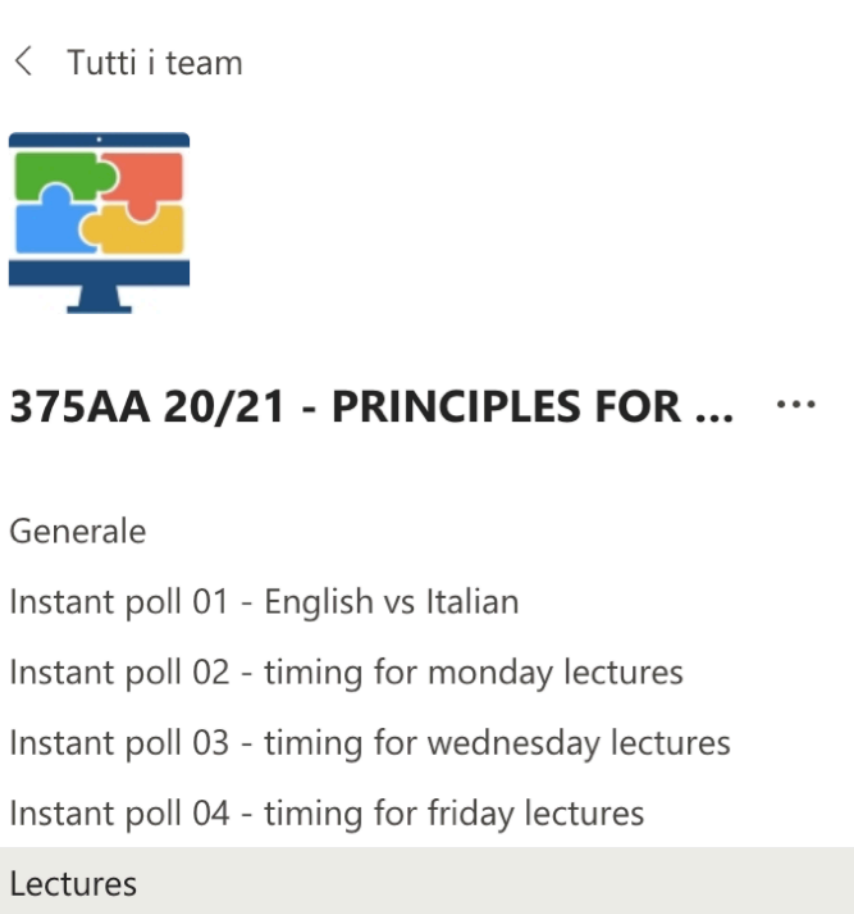 Tutti i team
375AA 20/21 - PRINCIPLES FOR ...
Generale
Instant poll 01 - English vs Italian
Instant poll 02 - timing for monday lectures
Instant poll 03 - timing for wednesday lectures
Instant poll 04 - timing for friday lectures
Lectures